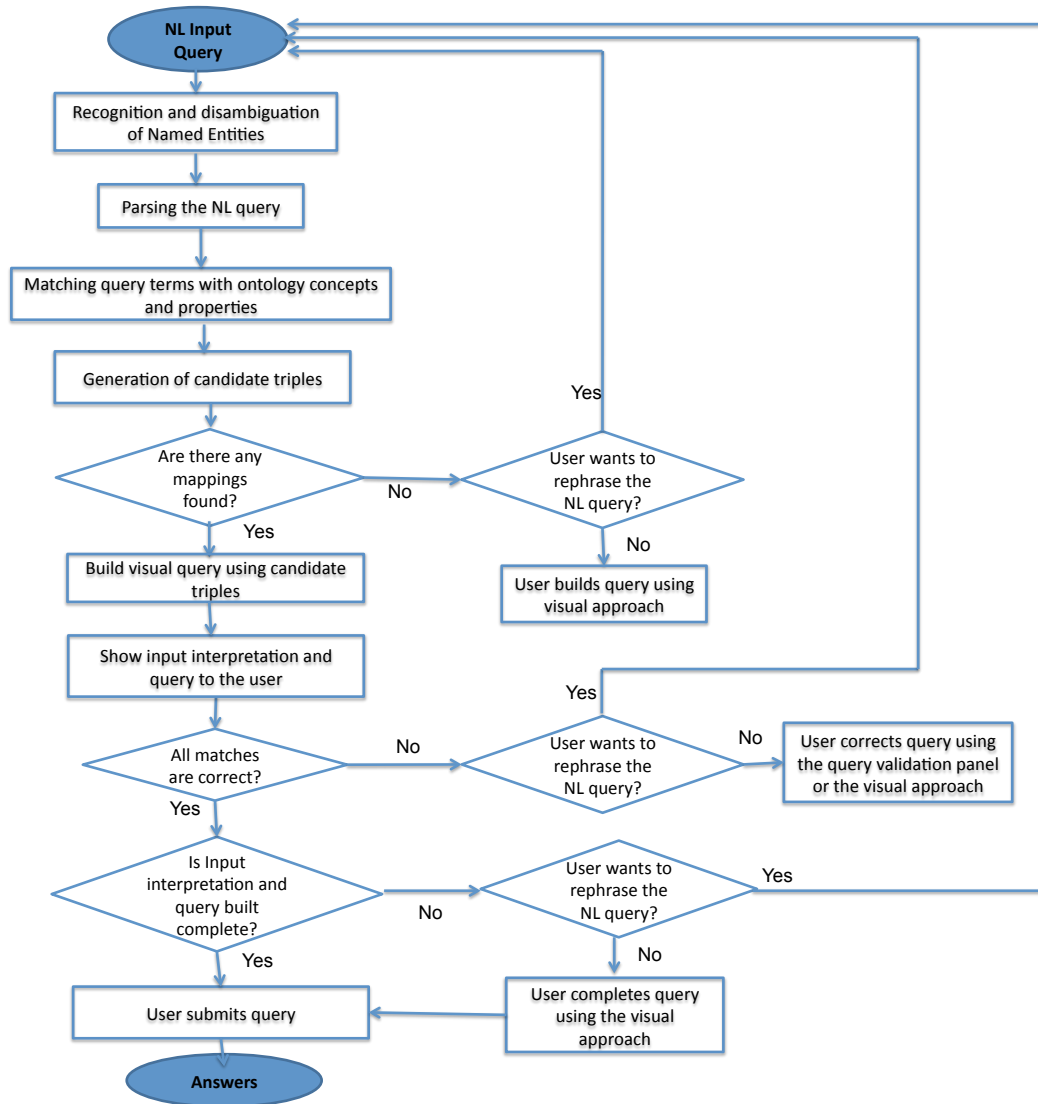 NL Input
Query
Recognition and disambiguation
of Named Entities
Parsing the NL query
Matching query terms with ontology concepts
and properties
Generation of candidate triples
Yes
Are there any
mappings
found?
No
User wants to
rephrase the
NL query?
Yes
No
Build visual query using candidate
triples
User builds query using
visual approach
Show input interpretation and
query to the user
Yes
All matches
are correct?
No
User wants to
rephrase the
NL query?
No
User corrects query using
the query validation panel
or the visual approach
Yes
Is Input
interpretation and
query built
complete?
No
User wants to
rephrase the
NL query?
Yes
Yes
No
User submits query
User completes query
using the visual
approach
Answers